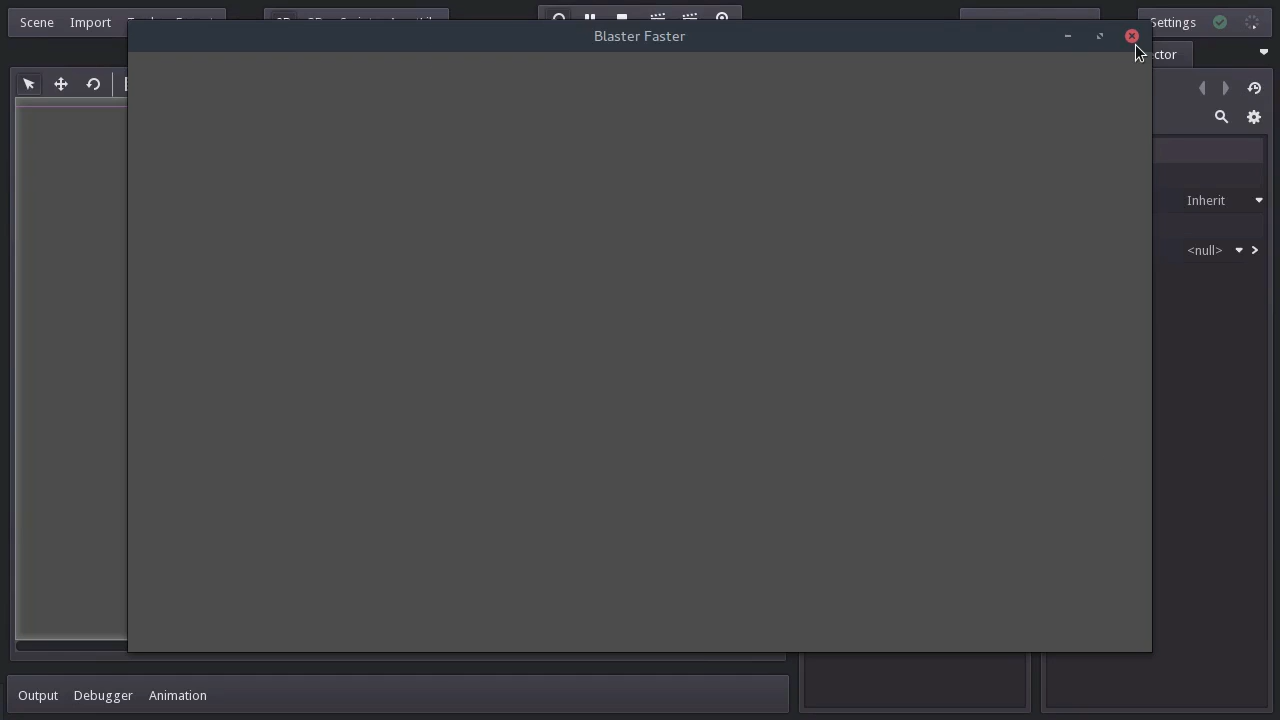 Scene Import
Settings
Blaster Faster
ctor
Inherit
<null>
Output Debugger Animation